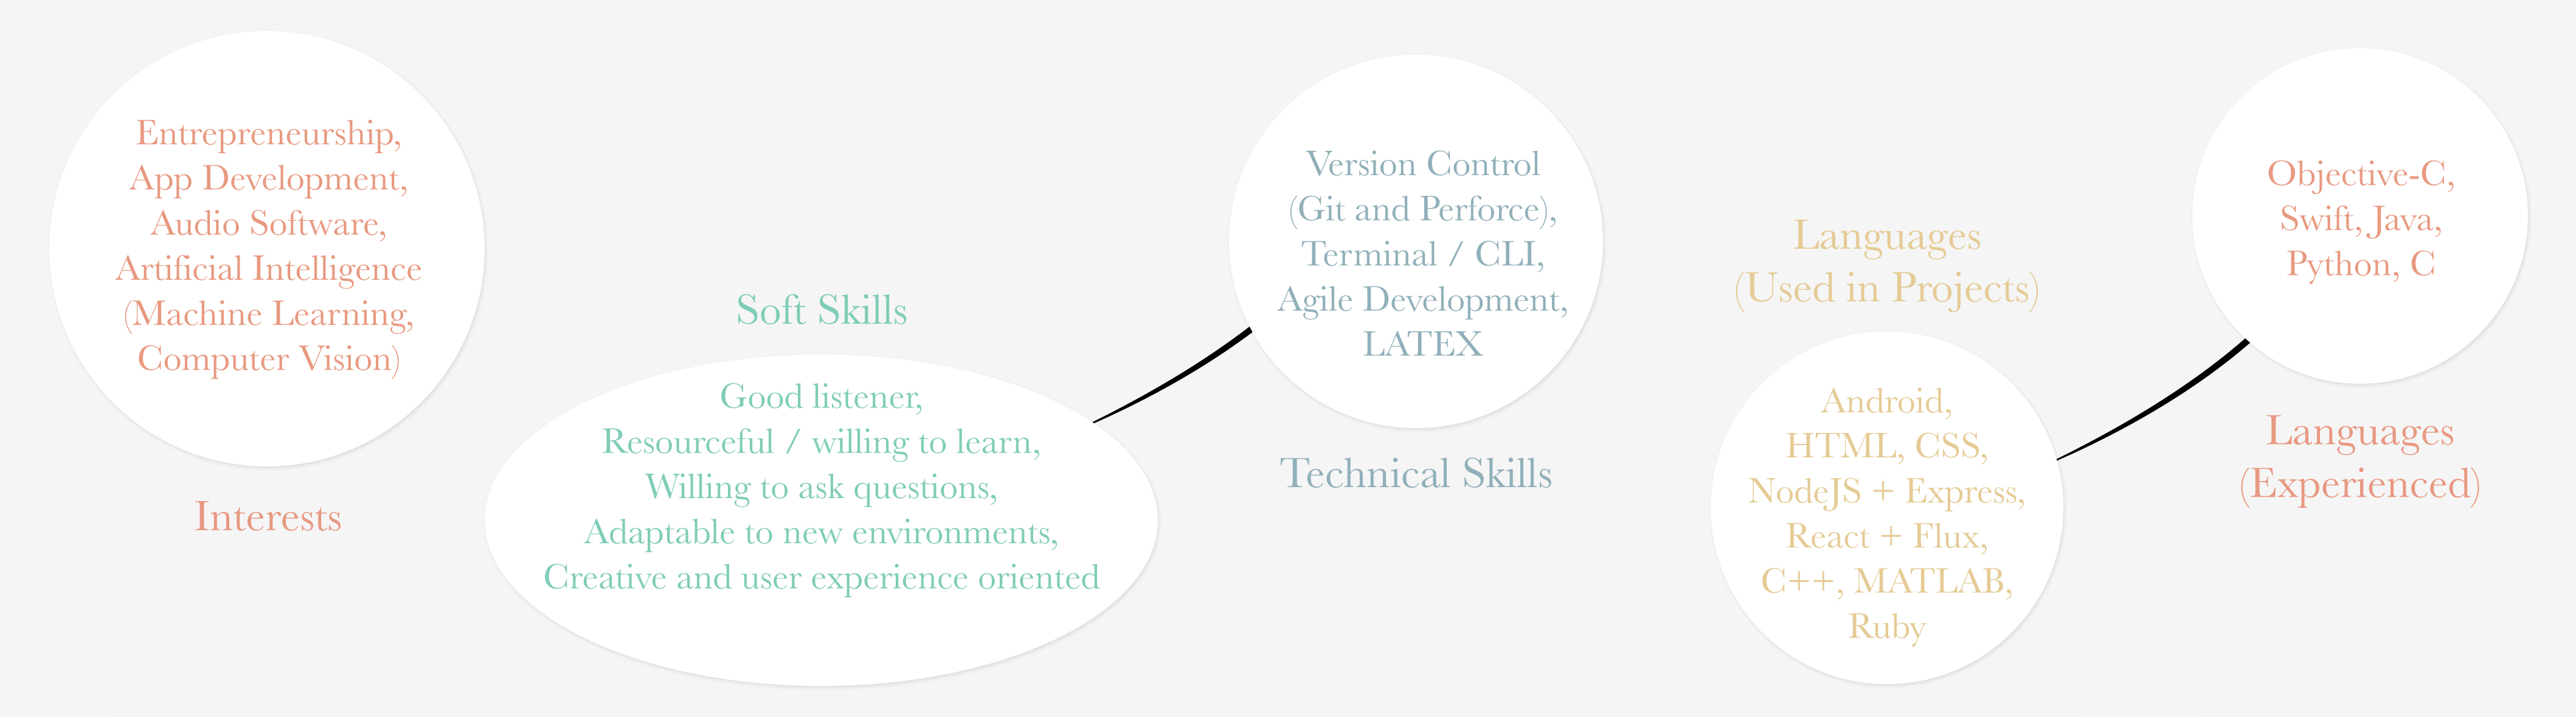 Entrepreneurship,
App Development,
Audio Software,
Artificial Intelligence
(Machine Learning,
Computer Vision)
Interests
Soft Skills
Good listener,
Resourceful / willing to learn,
Willing to ask questions,
Adaptable to new environments,
Creative and user experience oriented
Version Control
(Git and Perforce),
Terminal / CLI,
Agile Development,
LATEX
Technical Skills
Languages
(Used in Projects)
Android,
HTML, CSS,
NodeJS + Express,
React + Flux,
C++, MATLAB,
Ruby
Objective-C,
Swift, Java,
Python, C
Languages
(Experienced)